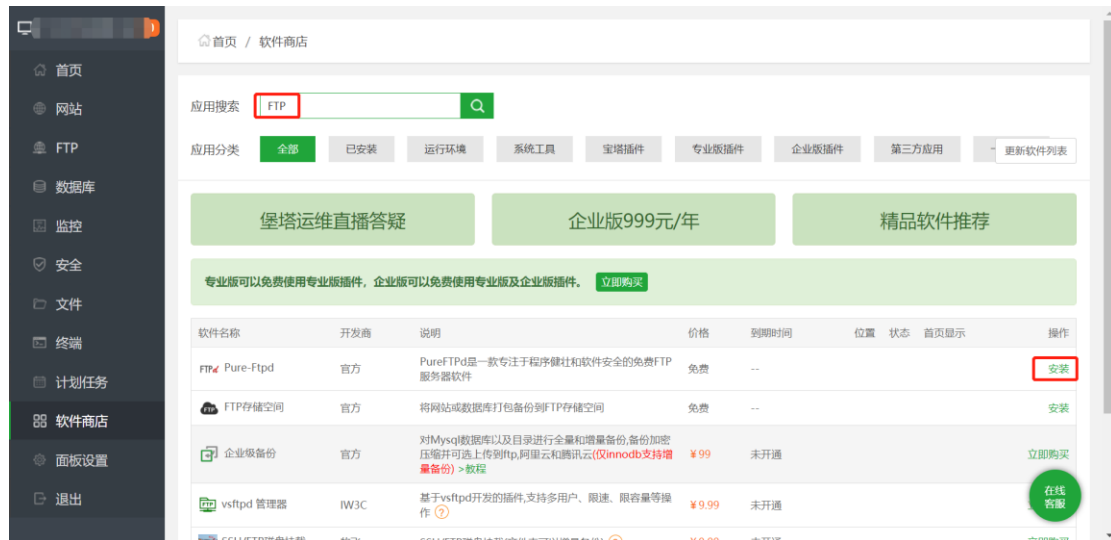 首页 / 软件商店
首页
网站
FTP
数据库
监控
安全
文件
终端
计划任务
软件商店
面板设置
退出
应用搜索 FTP
应用分类 全部 已安装 运行环境 系统工具 宝塔插件 专业版插件 企业版插件 第三方应用 更新软件列表
堡塔运维直播答疑 企业版999元/年 精品软件推荐
专业版可以免费使用专业版插件，企业版可以免费使用专业版及企业版插件。 立即购买
软件名称 开发商 说明 价格 到期时间 位置 状态 首页显示 操作
Pure-Ftpd 官方 PureFTPd是一款专注于程序健壮和软件安全的免费FTP
服务器软件 免费 -- 安装
FTP存储空间 官方 将网站或数据库打包备份到FTP存储空间 免费 -- 安装
企业级备份 官方 对Mysql数据库以及目录进行全量和增量备份,备份加密
压缩并可选上传到ftp,阿里云和腾讯云(仅innodb支持增
量备份) >教程 ￥99 未开通 立即购买
vsftpd 管理器 IW3C 基于vsftpd开发的插件,支持多用户、限速、限容量等操
作 ? ￥9.99 未开通
在线
客服